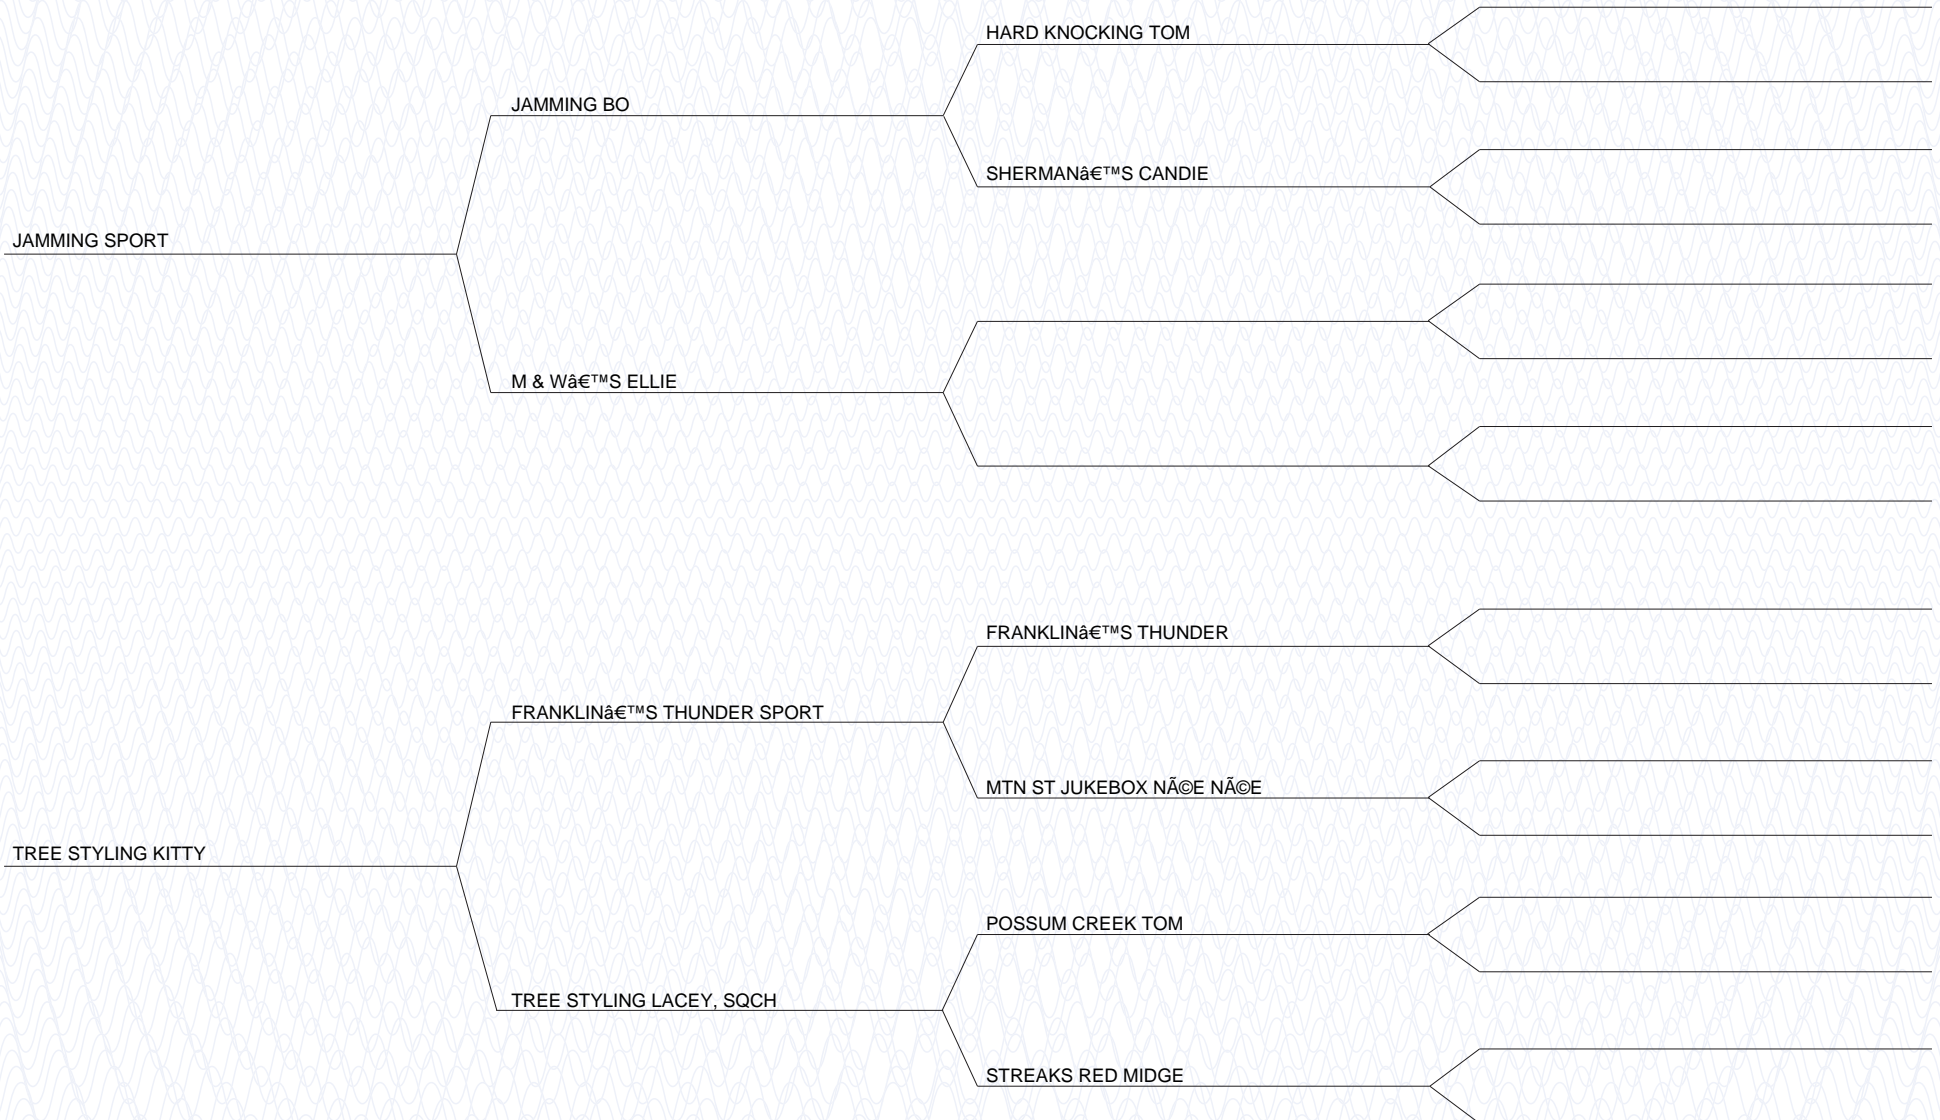 HARD KNOCKING TOM
JAMMING BO
SHERMANâ€™S CANDIE
JAMMING SPORT
M & Wâ€™S ELLIE
FRANKLINâ€™S THUNDER
FRANKLINâ€™S THUNDER SPORT
MTN ST JUKEBOX NÃ©E NÃ©E
TREE STYLING KITTY
POSSUM CREEK TOM
TREE STYLING LACEY, SQCH
STREAKS RED MIDGE